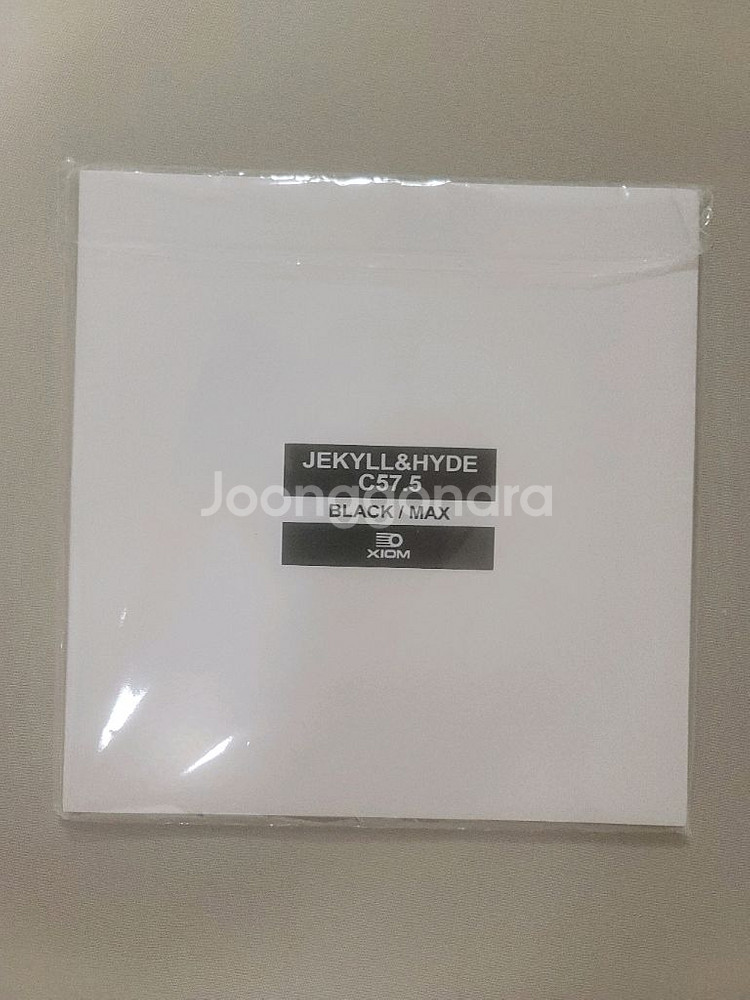 JEKYLL&HYDE
C57.5
Joonggonara
BLACK / MAX
XIOM